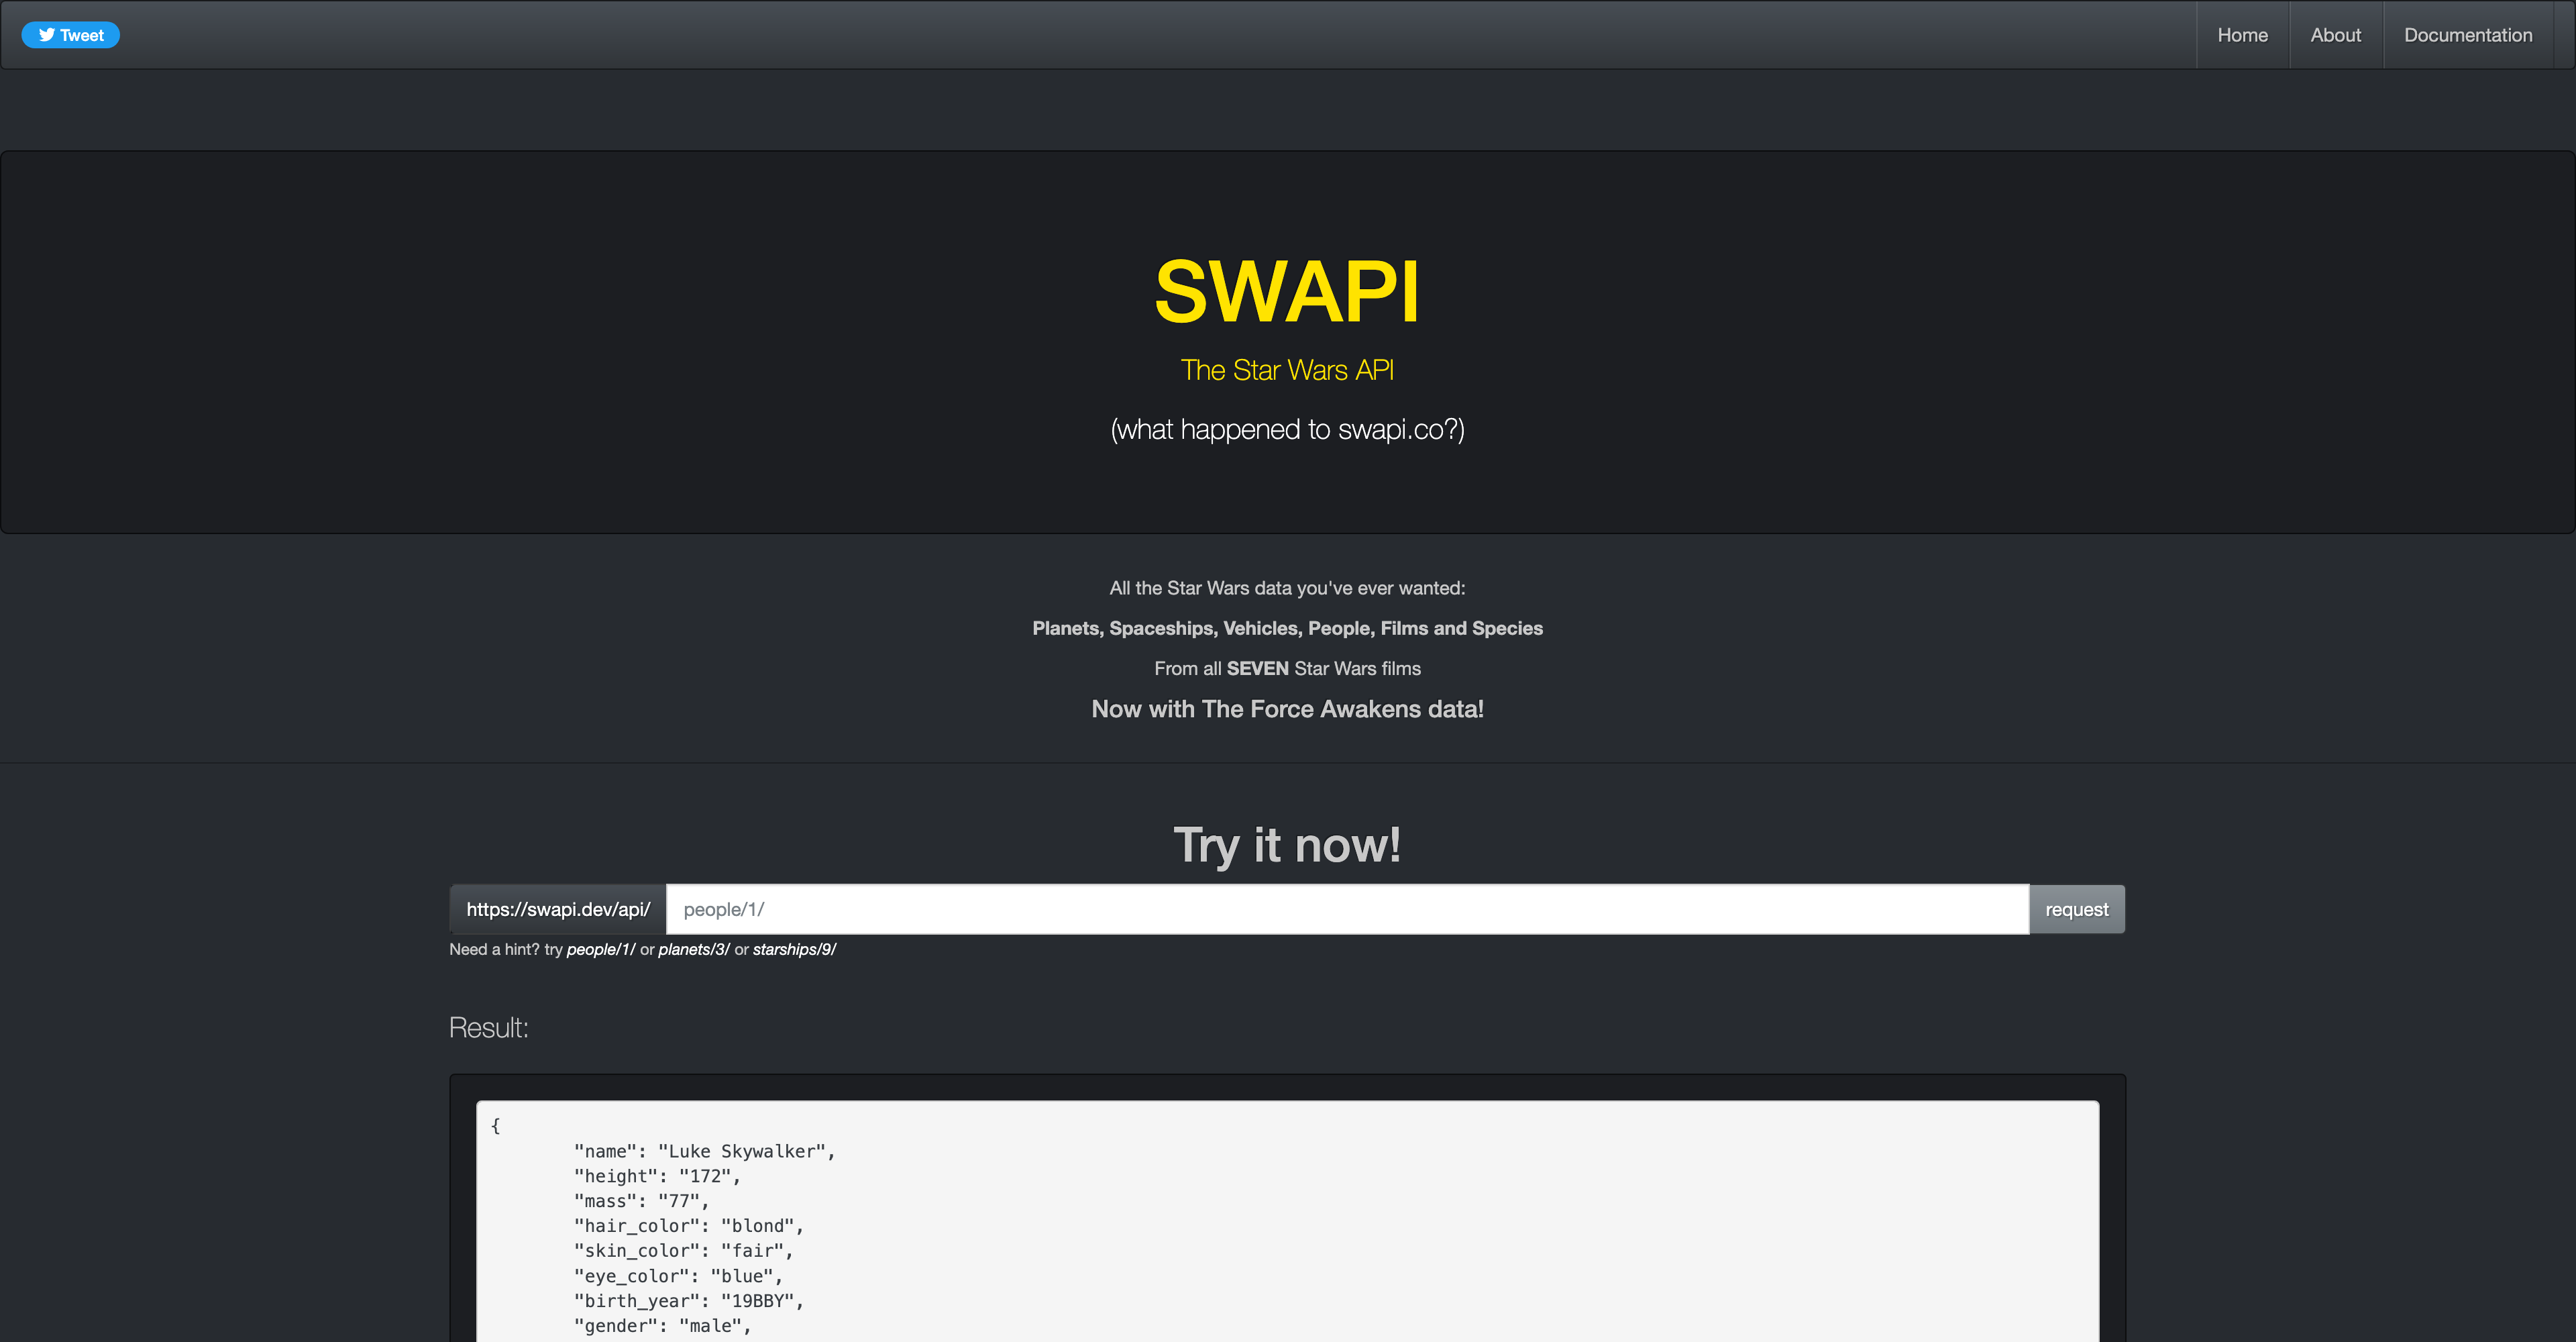 Tweet
Home About Documentation
SWAPI
The Star Wars API
(what happened to swapi.co?)
All the Star Wars data you've ever wanted:
Planets, Spaceships, Vehicles, People, Films and Species
From all SEVEN Star Wars films
Now with The Force Awakens data!
Try it now!
https://swapi.dev/api/ people/1/ request
Need a hint? try people/1/ or planets/3/ or starships/9/
Result:
{
"name": "Luke Skywalker",
"height": "172",
"mass": "77",
"hair_color": "blond",
"skin_color": "fair",
"eye_color": "blue",
"birth_year": "19BBY",
"gender": "male",